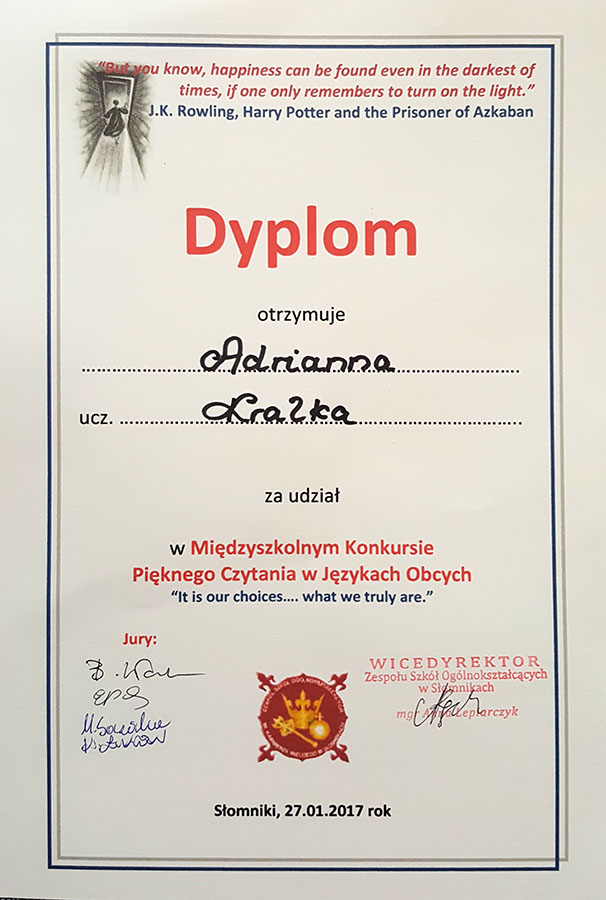 “But you know, happiness can be found even in the darkest of
times, if one only remembers to turn on the light.”
J.K. Rowling, Harry Potter and the Prisoner of Azkaban
Dyplom
otrzymuje
Adrianna
ucz.
za udział
w Międzyszkolnym Konkursie
Pięknego Czytania w Językach Obcych
“It is our choices.... what we truly are.”
Jury:
WICEDYREKTOR
Zespołu Szkół Ogólnokształcących
w Słomnikach
mgr Anna
Słomniki, 27.01.2017 rok